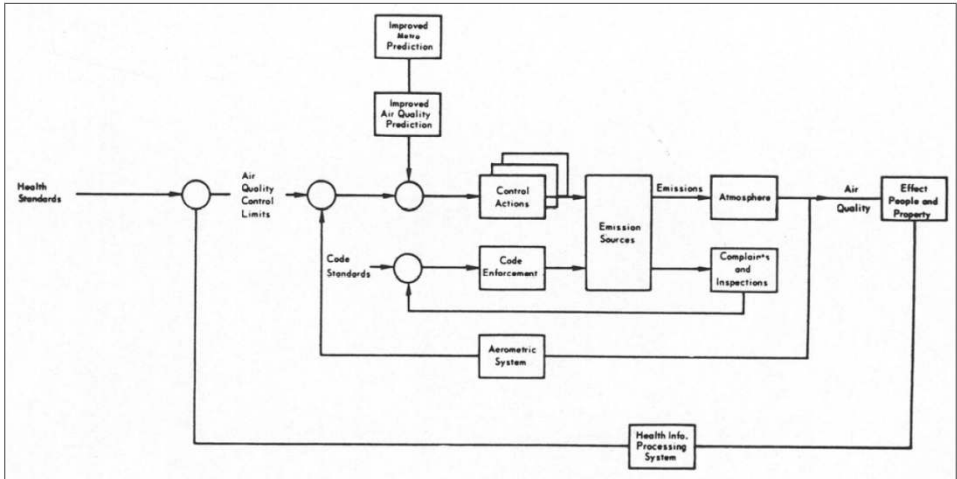 Improved
Metro
Prediction
Improved
Air Quality
Prediction
Health
Standards
Air
Quality
Control
Limits
Control
Actions
Emission
Sources
Emissions
Atmosphere
Air
Quality
Effect
People and
Property
Code
Standards
Code
Enforcement
Complaints
and
Inspections
Aerometric
System
Health Info.
Processing
System